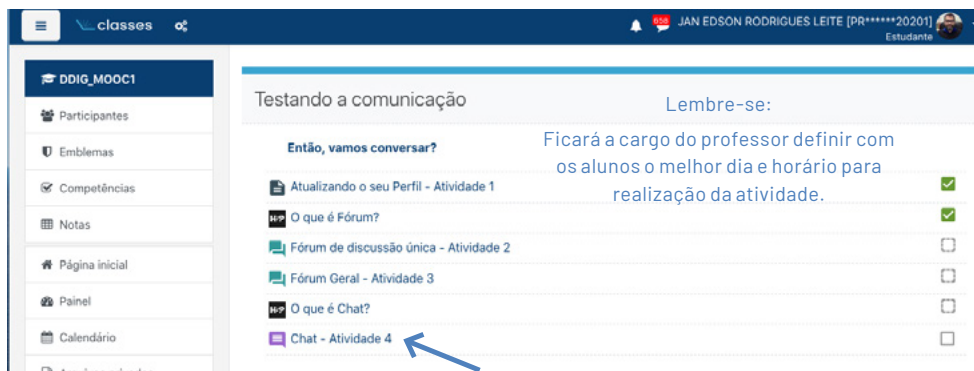 classes
958
JAN EDSON RODRIGUES LEITE [PR******20201]
Estudante
DDIG_MOOC1
Participantes
Emblemas
Competências
Notas
Página inicial
Painel
Calendário
Testando a comunicação
Lembre-se:
Ficará a cargo do professor definir com
os alunos o melhor dia e horário para
realização da atividade.
Então, vamos conversar?
Atualizando o seu Perfil - Atividade 1
H5P O que é Fórum?
Fórum de discussão única - Atividade 2
Fórum Geral - Atividade 3
H5P O que é Chat?
Chat - Atividade 4